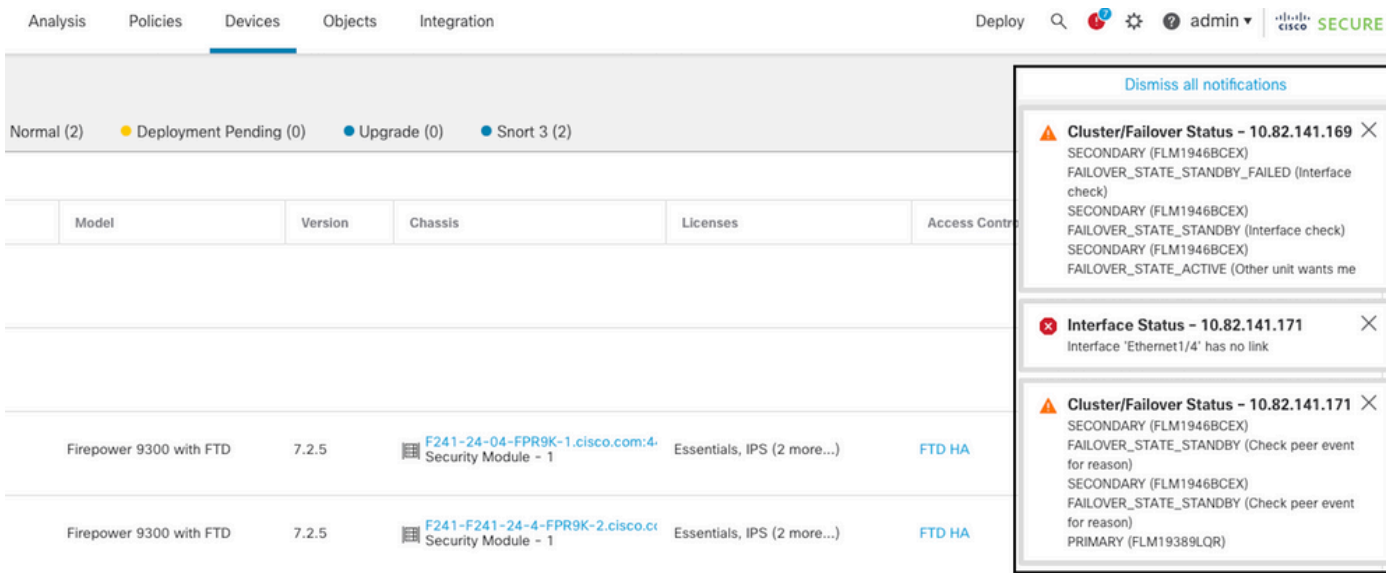 Analysis Policies Devices Objects Integration Deploy 7 admin cisco SECURE
Normal (2) Deployment Pending (0) Upgrade (0) Snort 3 (2)
Model Version Chassis Licenses Access Contro
Firepower 9300 with FTD 7.2.5 F241-24-04-FPR9K-1.cisco.com:4 Essentials, IPS (2 more...) FTD HA
Security Module - 1
Firepower 9300 with FTD 7.2.5 F241-F241-24-4-FPR9K-2.cisco.co Essentials, IPS (2 more...) FTD HA
Security Module - 1
Dismiss all notifications
Cluster/Failover Status - 10.82.141.169
SECONDARY (FLM1946BCEX)
FAILOVER_STATE_STANDBY_FAILED (Interface
check)
SECONDARY (FLM1946BCEX)
FAILOVER_STATE_STANDBY (Interface check)
SECONDARY (FLM1946BCEX)
FAILOVER_STATE_ACTIVE (Other unit wants me
Interface Status - 10.82.141.171
Interface 'Ethernet1/4' has no link
Cluster/Failover Status - 10.82.141.171
SECONDARY (FLM1946BCEX)
FAILOVER_STATE_STANDBY (Check peer event
for reason)
SECONDARY (FLM1946BCEX)
FAILOVER_STATE_STANDBY (Check peer event
for reason)
PRIMARY (FLM19389LQR)